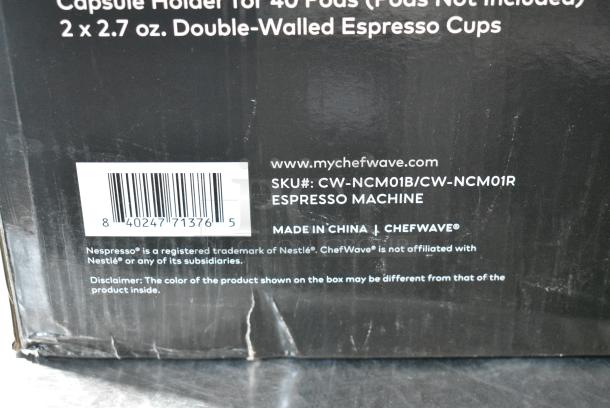 Capsule Holder for 40 Pods (Pods Not Included)
2 x 2.7 oz. Double-Walled Espresso Cups
www.mychefwave.com
SKU#: CW-NCM01B/CW-NCM01R
ESPRESSO MACHINE
8 40247 71376 5
MADE IN CHINA | CHEFWAVE®
Nespresso® is a registered trademark of Nestlé®. ChefWave® is not affiliated with
Nestlé® or any of its subsidiaries.
Disclaimer: The color of the product shown on the box may be different from that of the
product inside.